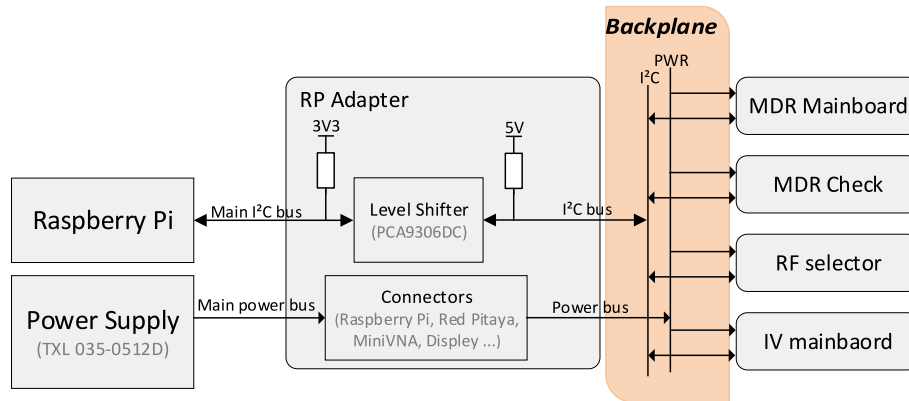 Backplane
PWR
I²C
RP Adapter
3V3
5V
MDR Mainboard
MDR Check
Raspberry Pi
Main I²C bus
Level Shifter
(PCA9306DC)
I²C bus
RF selector
Power Supply
(TXL 035-0512D)
Main power bus
Connectors
(Raspberry Pi, Red Pitaya,
MiniVNA, Displey ...)
Power bus
IV mainbaord